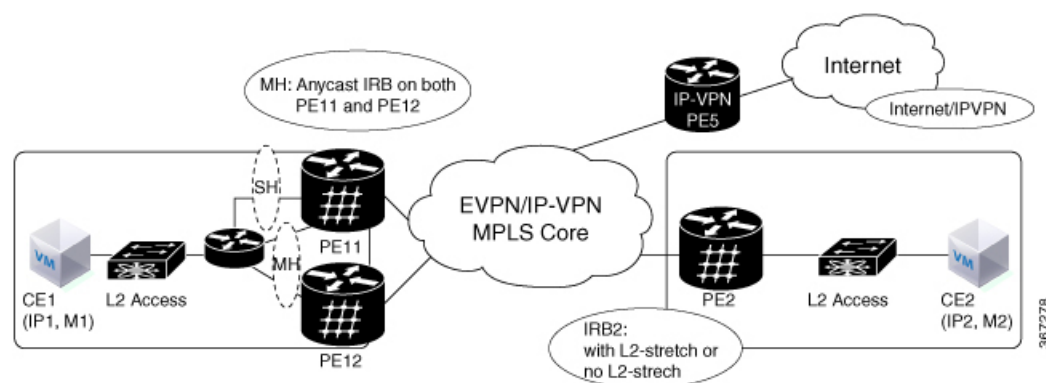 MH: Anycast IRB on both
PE11 and PE12
Internet
Internet/IPVPN
IP-VPN
PE5
SH
PE11
MH
PE12
VM
CE1
(IP1, M1)
L2 Access
EVPN/IP-VPN
MPLS Core
PE2
L2 Access
VM
CE2
(IP2, M2)
IRB2:
with L2-stretch or
no L2-strech
367278